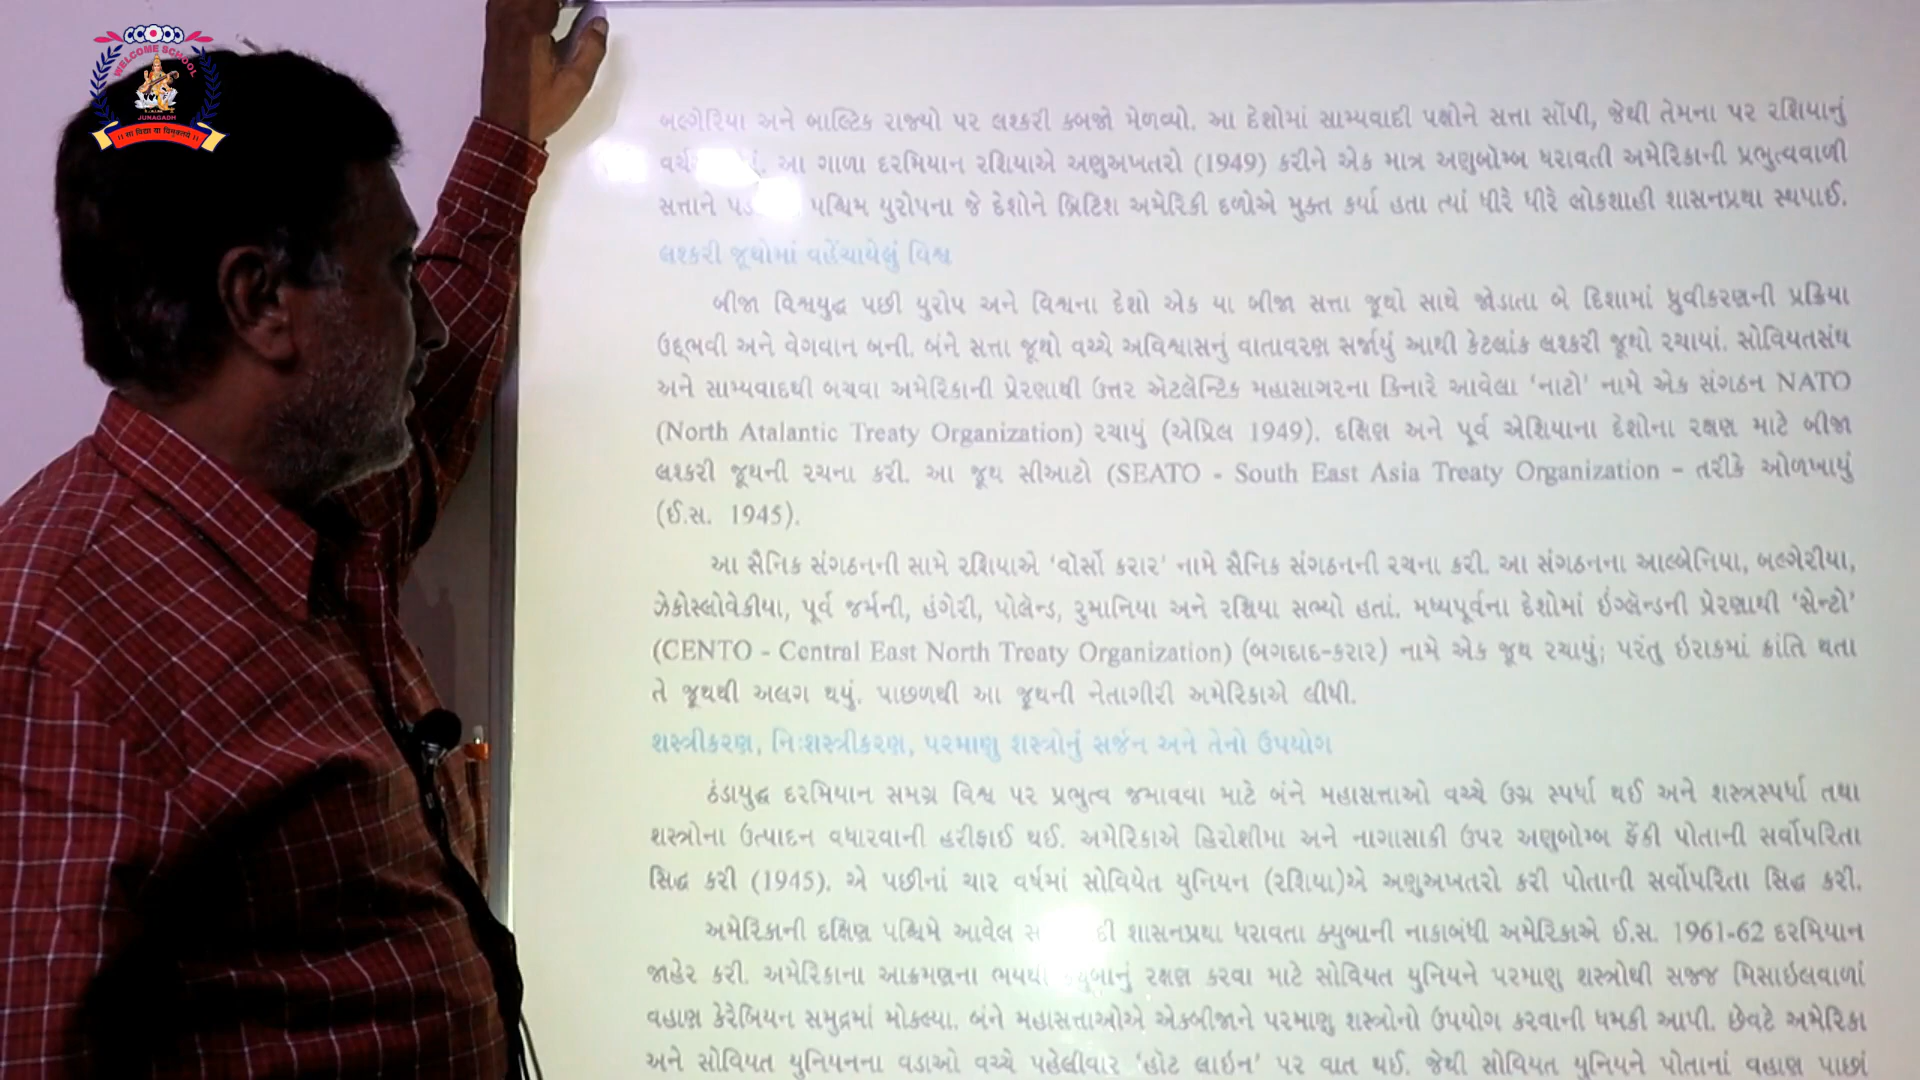 WELCOME SCHOOL
JUNAGADH
।। सा विद्या या विमुक्तये ।।
બલ્ગેરિયા અને બાલ્ટિક રાજ્યો પર લશ્કરી કબજો મેળવ્યો. આ દેશોમાં સામ્યવાદી પક્ષોને સત્તા સોંપી, જેથી તેમના પર રશિયાનું
આ ગાળા દરમિયાન રશિયાએ અણુઅખતરો (1949) કરીને એક માત્ર અણુબૉમ્બ ધરાવતી અમેરિકાની પ્રભુત્વવાળી
સત્તાને પશ્ચિમ યુરોપના જે દેશોને બ્રિટિશ અમેરિકી દળોએ મુક્ત કર્યા હતા ત્યાં ધીરે ધીરે લોકશાહી શાસનપ્રથા સ્થપાઈ.
લશ્કરી જૂથોમાં વહેંચાયેલું વિશ્વ
બીજા વિશ્વયુદ્ધ પછી યુરોપ અને વિશ્વના દેશો એક યા બીજા સત્તા જૂથો સાથે જોડાતા બે દિશામાં ધ્રુવીકરણની પ્રક્રિયા
ઉદ્ભવી અને વેગવાન બની. બંને સત્તા જૂથો વચ્ચે અવિશ્વાસનું વાતાવરણ સર્જાયું આથી કેટલાંક લશ્કરી જૂથો રચાયાં. સોવિયતસંઘ
અને સામ્યવાદથી બચવા અમેરિકાની પ્રેરણાથી ઉત્તર ઍટલૅન્ટિક મહાસાગરના કિનારે આવેલા ‘નાટો’ નામે એક સંગઠન NATO
(North Atalantic Treaty Organization) રચાયું (એપ્રિલ 1949). દક્ષિણ અને પૂર્વ એશિયાના દેશોના રક્ષણ માટે બીજા
લશ્કરી જૂથની રચના કરી. આ જૂથ સીઆટો (SEATO - South East Asia Treaty Organization – તરીકે ઓળખાયું
(ઈ.સ. 1945).
આ સૈનિક સંગઠનની સામે રશિયાએ ‘વૉર્સો કરાર’ નામે સૈનિક સંગઠનની રચના કરી. આ સંગઠનના આલ્બેનિયા, બલ્ગેરીયા,
ઝેકોસ્લોવેકીયા, પૂર્વ જર્મની, હંગેરી, પોલૅન્ડ, રુમાનિયા અને રશિયા સભ્યો હતાં. મધ્યપૂર્વના દેશોમાં ઇંગ્લૅન્ડની પ્રેરણાથી ‘સેન્ટો’
(CENTO - Central East North Treaty Organization) (બગદાદ-કરાર) નામે એક જૂથ રચાયું; પરંતુ ઇરાકમાં ક્રાંતિ થતા
તે જૂથથી અલગ થયું. પાછળથી આ જૂથની નેતાગીરી અમેરિકાએ લીધી.
શસ્ત્રીકરણ, નિઃશસ્ત્રીકરણ, પરમાણુ શસ્ત્રોનું સર્જન અને તેનો ઉપયોગ
ઠંડાયુદ્ધ દરમિયાન સમગ્ર વિશ્વ પર પ્રભુત્વ જમાવવા માટે બંને મહાસત્તાઓ વચ્ચે ઉગ્ર સ્પર્ધા થઈ અને શસ્ત્રસ્પર્ધા તથા
શસ્ત્રોના ઉત્પાદન વધારવાની હરીફાઈ થઈ. અમેરિકાએ હિરોશીમા અને નાગાસાકી ઉપર અણુબૉમ્બ ફેંકી પોતાની સર્વોપરિતા
સિદ્ધ કરી (1945). એ પછીનાં ચાર વર્ષમાં સોવિયેત યુનિયન (રશિયા)એ અણુઅખતરો કરી પોતાની સર્વોપરિતા સિદ્ધ કરી.
અમેરિકાની દક્ષિણ પશ્ચિમે આવેલ શાસનપ્રથા ધરાવતા ક્યુબાની નાકાબંધી અમેરિકાએ ઈ.સ. 1961-62 દરમિયાન
જાહેર કરી. અમેરિકાના આક્રમણના ભયથી ક્યૂબાનું રક્ષણ કરવા માટે સોવિયત યુનિયને પરમાણુ શસ્ત્રોથી સજ્જ મિસાઇલવાળાં
વહાણ કેરેબિયન સમુદ્રમાં મોકલ્યા. બંને મહાસત્તાઓએ એકબીજાને પરમાણુ શસ્ત્રોનો ઉપયોગ કરવાની ધમકી આપી. છેવટે અમેરિકા
અને સોવિયત યુનિયનના વડાઓ વચ્ચે પહેલીવાર ‘હૉટ લાઇન’ પર વાત થઈ. જેથી સોવિયત યુનિયને પોતાનાં વહાણ પાછાં